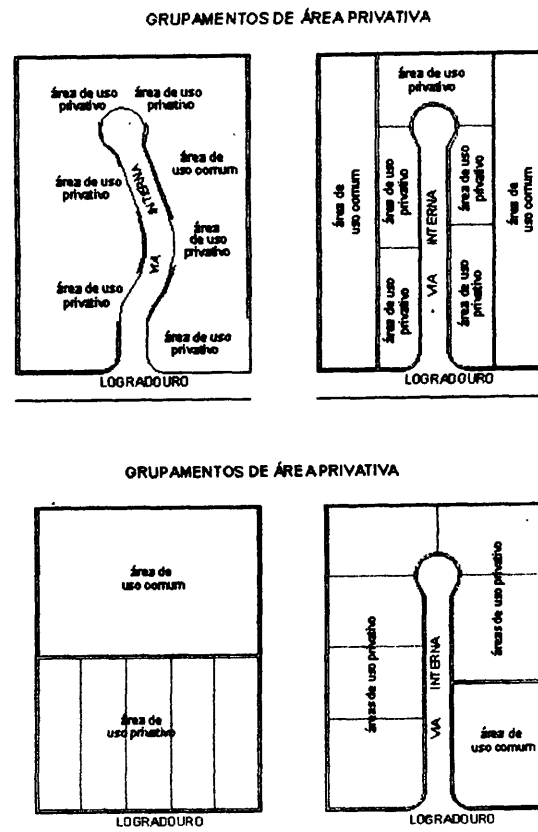 GRUPAMENTOS DE ÁREA PRIVATIVA
área de uso
privativo
área de uso
privativo
área de
uso comum
área de uso
privativo
área
de uso
privativo
área de uso
privativo
área de uso
privativo
VIA
INTERNA
LOGRADOURO
área de uso
privativo
área de
uso comum
área de uso
privativo
área de uso
privativo
área de uso
privativo
área de uso
privativo
VIA INTERNA
área de
uso comum
LOGRADOURO
GRUPAMENTOS DE ÁREA PRIVATIVA
área de
uso comum
área de
uso privativo
LOGRADOURO
áreas de uso privativo
áreas de uso privativo
VIA INTERNA
área de
uso comum
LOGRADOURO